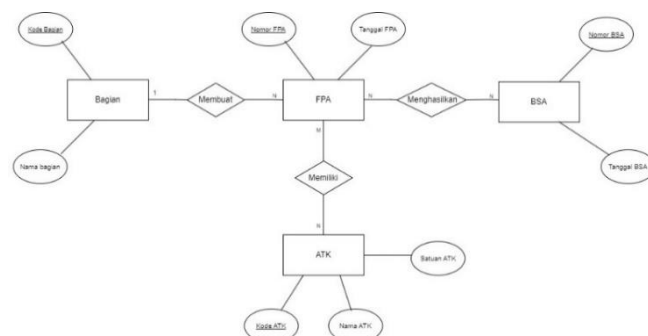 Kode Bagian
Nomor FPA
Tanggal FPA
Nomor BSA
Bagian
1
Membuat
N
FPA
N
Menghasilkan
N
BSA
M
Nama bagian
Memiliki
Tanggal BSA
N
ATK
Satuan ATK
Kode ATK
Nama ATK